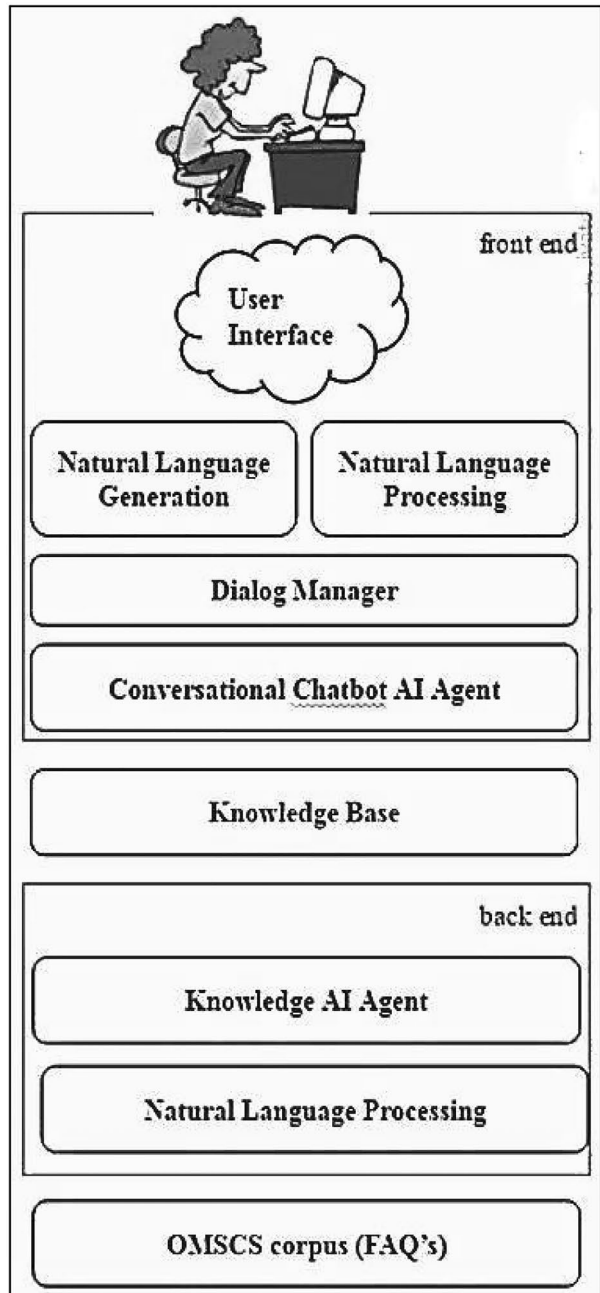 front end
User
Interface
Natural Language
Generation
Natural Language
Processing
Dialog Manager
Conversational Chatbot AI Agent
Knowledge Base
back end
Knowledge AI Agent
Natural Language Processing
OMSCS corpus (FAQ's)